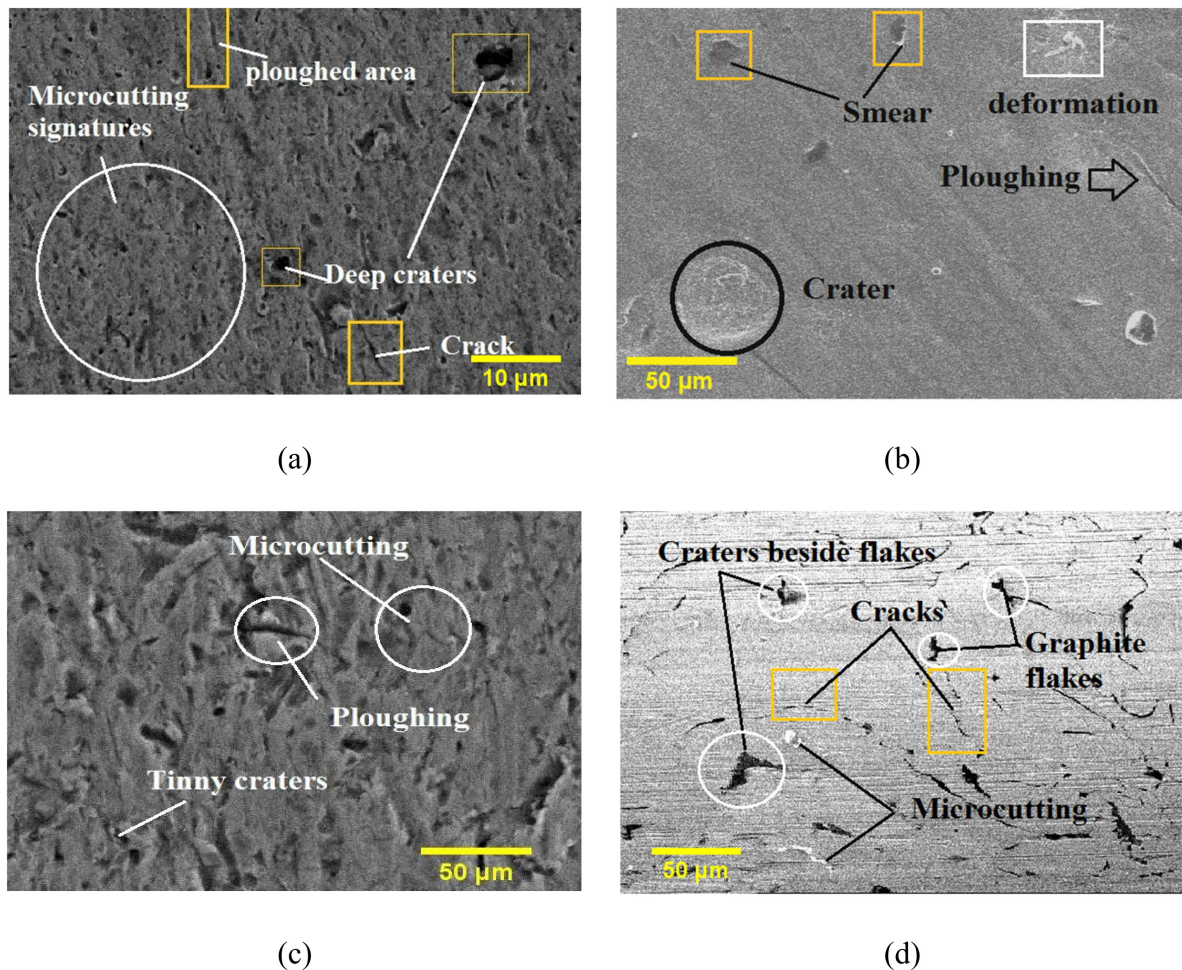 ploughed area
Microcutting
signatures
Deep craters
Crack
10 µm
(a)
Smear
deformation
Ploughing
Crater
50 µm
(b)
Microcutting
Ploughing
Tinny craters
50 µm
(c)
Craters beside flakes
Cracks
Graphite
flakes
Microcutting
50 µm
(d)